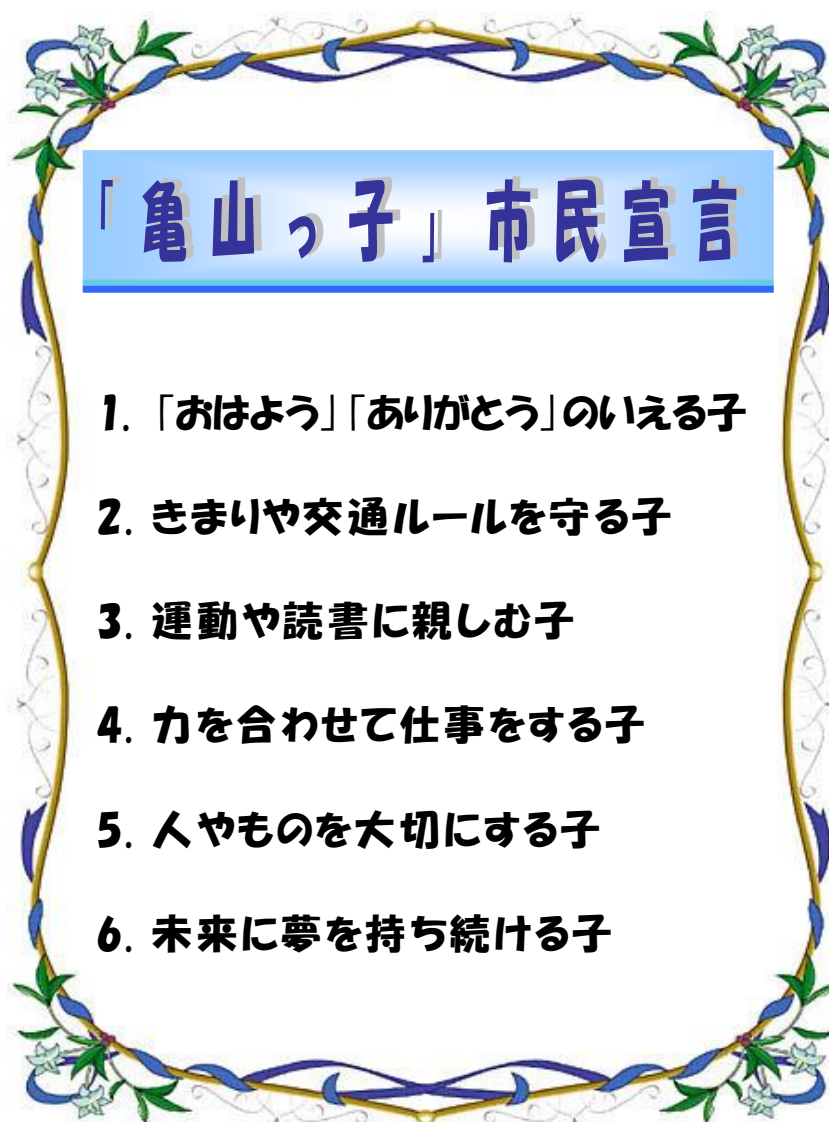 「亀山っ子」市民宣言
1. 「おはよう」「ありがとう」のいえる子
2. きまりや交通ルールを守る子
3. 運動や読書に親しむ子
4. 力を合わせて仕事をする子
5. 人やものを大切にする子
6. 未来に夢を持ち続ける子